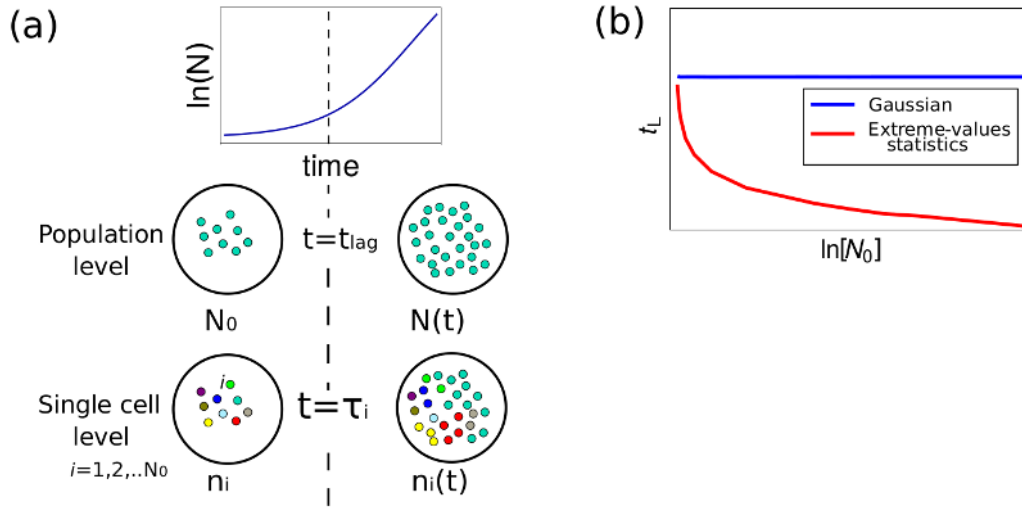 (a)
ln(N)
time
Population
level
t=tlag
N0
N(t)
Single cell
level
i=1,2,..N0
i
t=τi
ni
ni(t)
(b)
tL
Gaussian
Extreme-values
statistics
ln[N0]